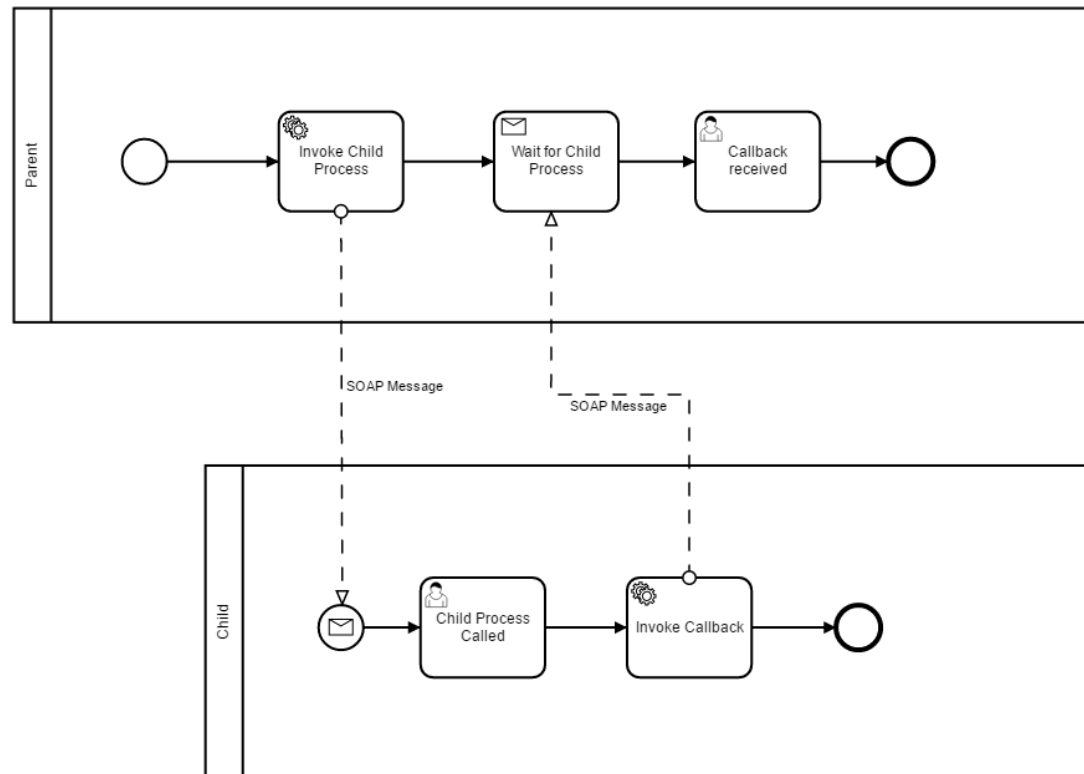 Parent
Invoke Child
Process
Wait for Child
Process
Callback
received
SOAP Message
SOAP Message
Child
Child Process
Called
Invoke Callback